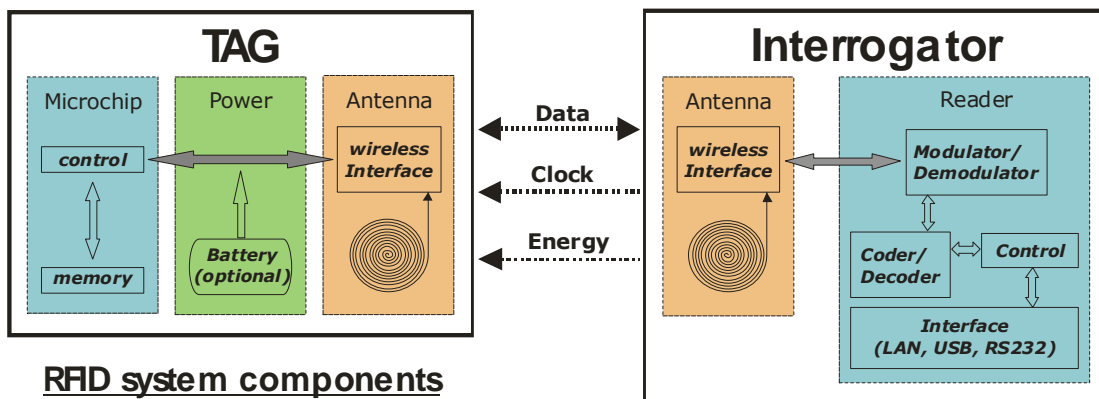 TAG
Microchip
control
memory
Power
Battery
(optional)
Antenna
wireless
Interface
Data
Clock
Energy
Interrogator
Antenna
wireless
Interface
Reader
Modulator/
Demodulator
Coder/
Decoder
Control
Interface
(LAN, USB, RS232)
RFID system components